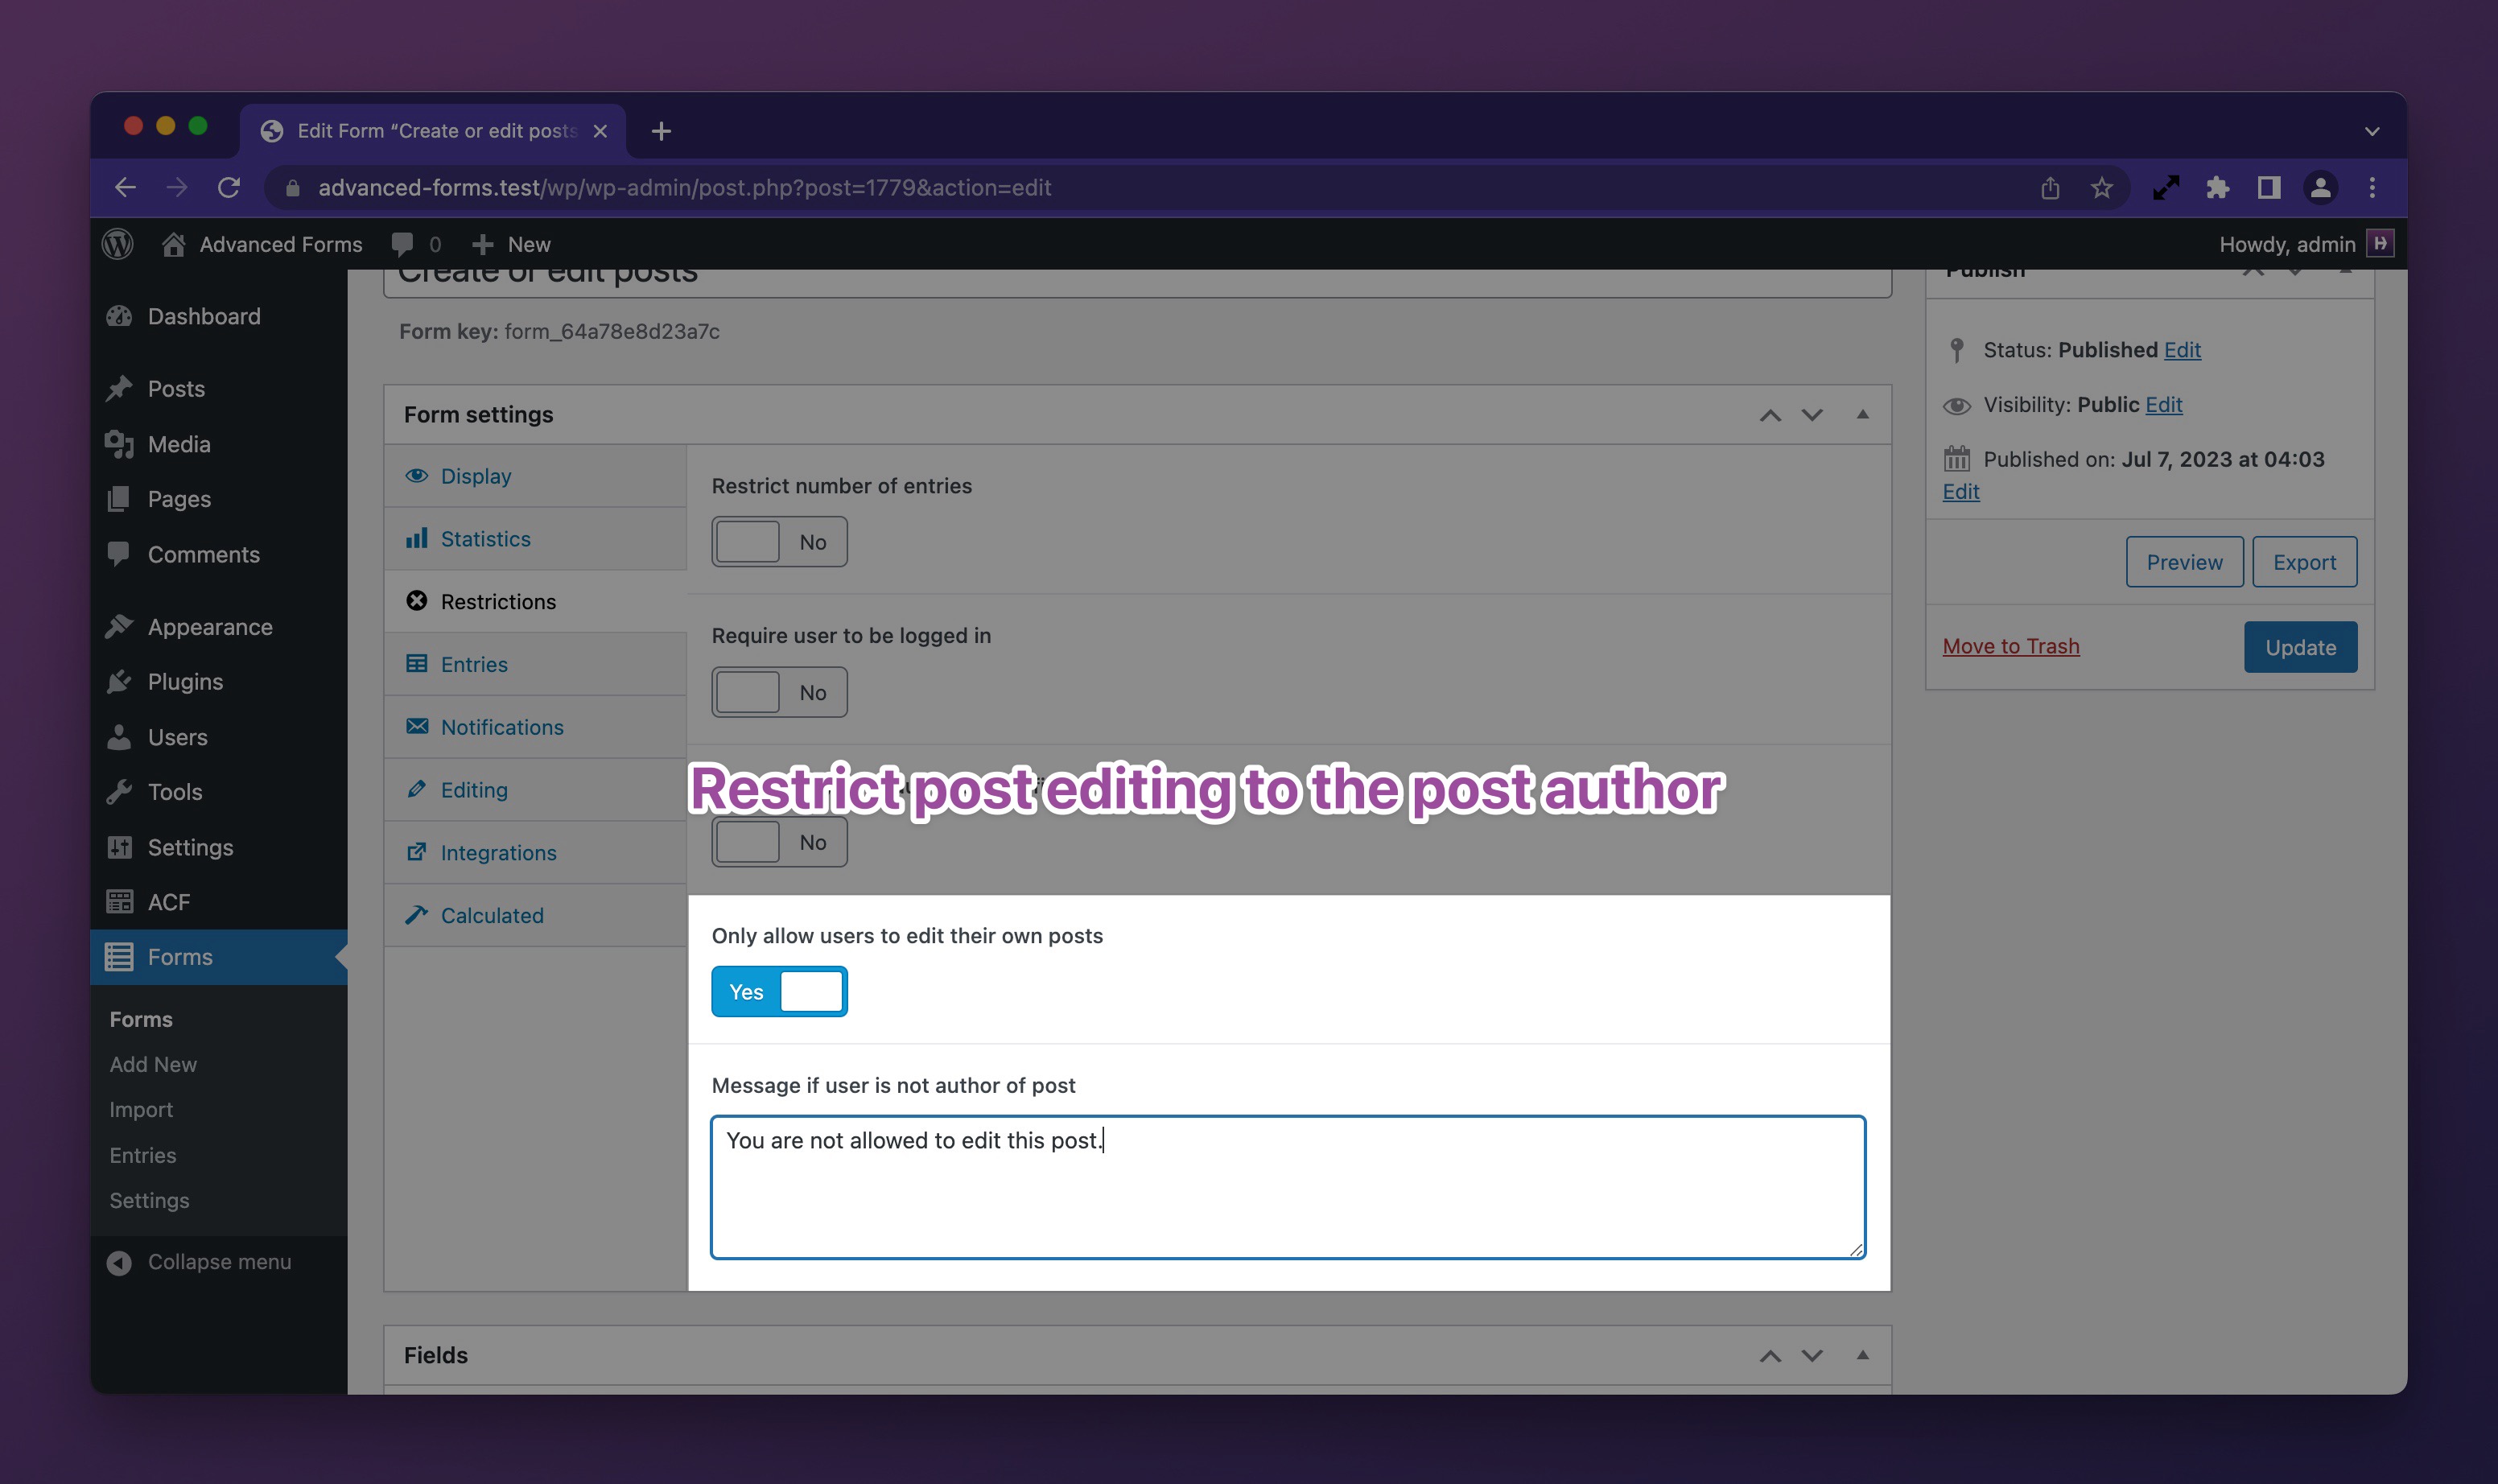 Edit Form “Create or edit posts
advanced-forms.test/wp/wp-admin/post.php?post=1779&action=edit
Advanced Forms 0 New
Howdy, admin
Create or edit posts
Form key: form_64a78e8d23a7c
Dashboard
Posts
Media
Pages
Comments
Appearance
Plugins
Users
Tools
Settings
ACF
Forms
Forms
Add New
Import
Entries
Settings
Collapse menu
Form settings
Display
Statistics
Restrictions
Entries
Notifications
Editing
Integrations
Calculated
Restrict number of entries
No
Require user to be logged in
No
Restrict post editing to the post author
No
Only allow users to edit their own posts
Yes
Message if user is not author of post
You are not allowed to edit this post.
Fields
Publish
Status: Published Edit
Visibility: Public Edit
Published on: Jul 7, 2023 at 04:03
Edit
Preview Export
Move to Trash Update